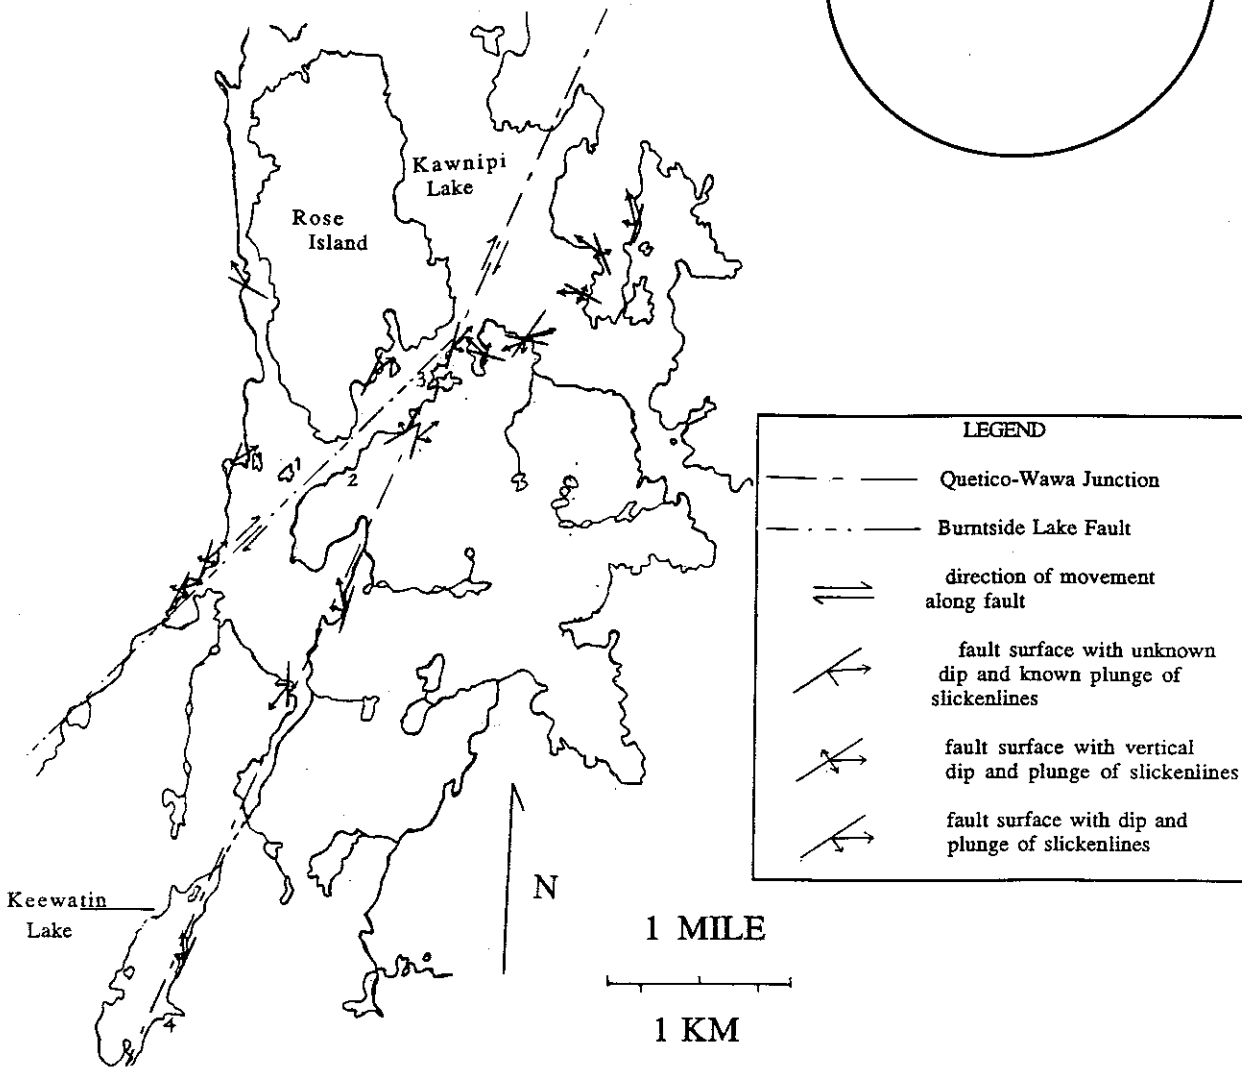 Kawnipi
Lake
Rose
Island
3
1
2
LEGEND
Quetico-Wawa Junction
Burntside Lake Fault
direction of movement
along fault
fault surface with unknown
dip and known plunge of
slickenlines
fault surface with vertical
dip and plunge of slickenlines
fault surface with dip and
plunge of slickenlines
N
Keewatin
Lake
1 MILE
1 KM
4